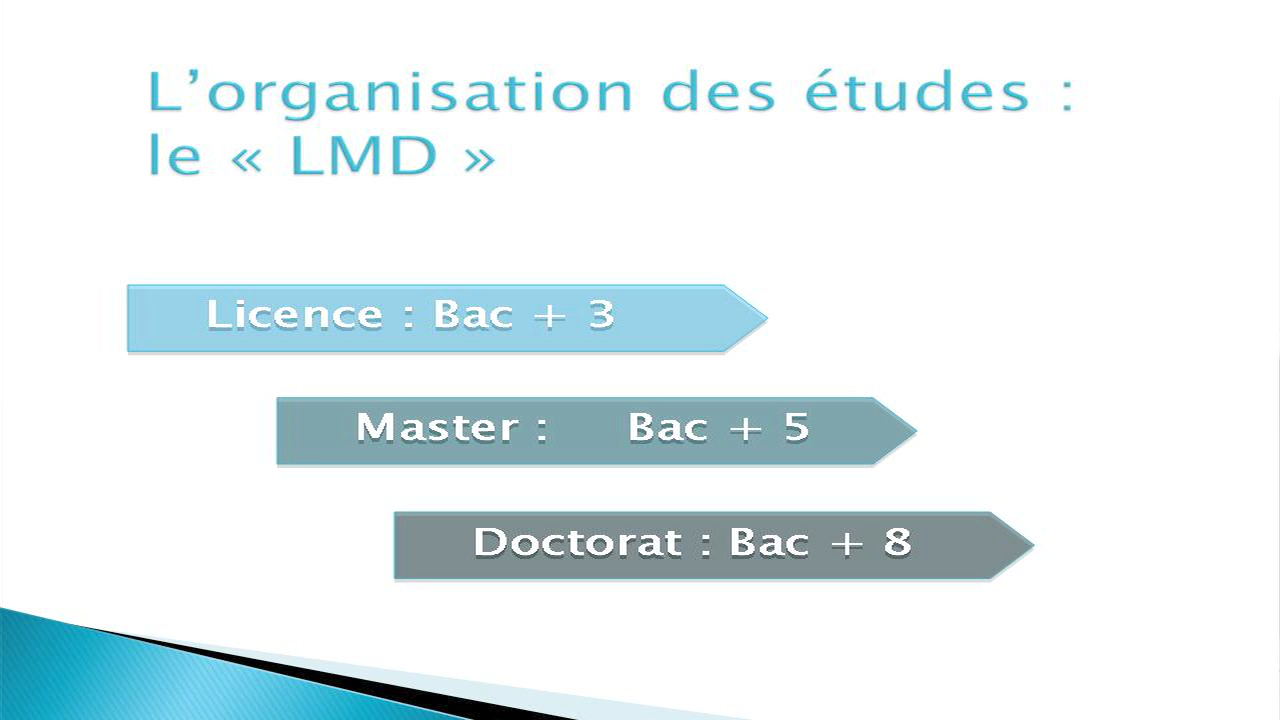 L’organisation des études :
le « LMD »
Licence : Bac + 3
Master : Bac + 5
Doctorat : Bac + 8